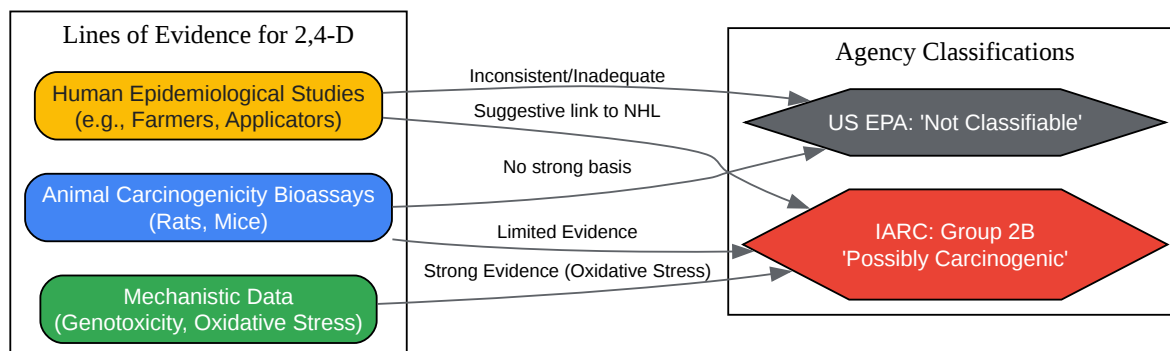 Lines of Evidence for 2,4-D
Human Epidemiological Studies
(e.g., Farmers, Applicators)
Animal Carcinogenicity Bioassays
(Rats, Mice)
Mechanistic Data
(Genotoxicity, Oxidative Stress)
Inconsistent/Inadequate
Suggestive link to NHL
No strong basis
Limited Evidence
Strong Evidence (Oxidative Stress)
Agency Classifications
US EPA: 'Not Classifiable'
IARC: Group 2B
'Possibly Carcinogenic'